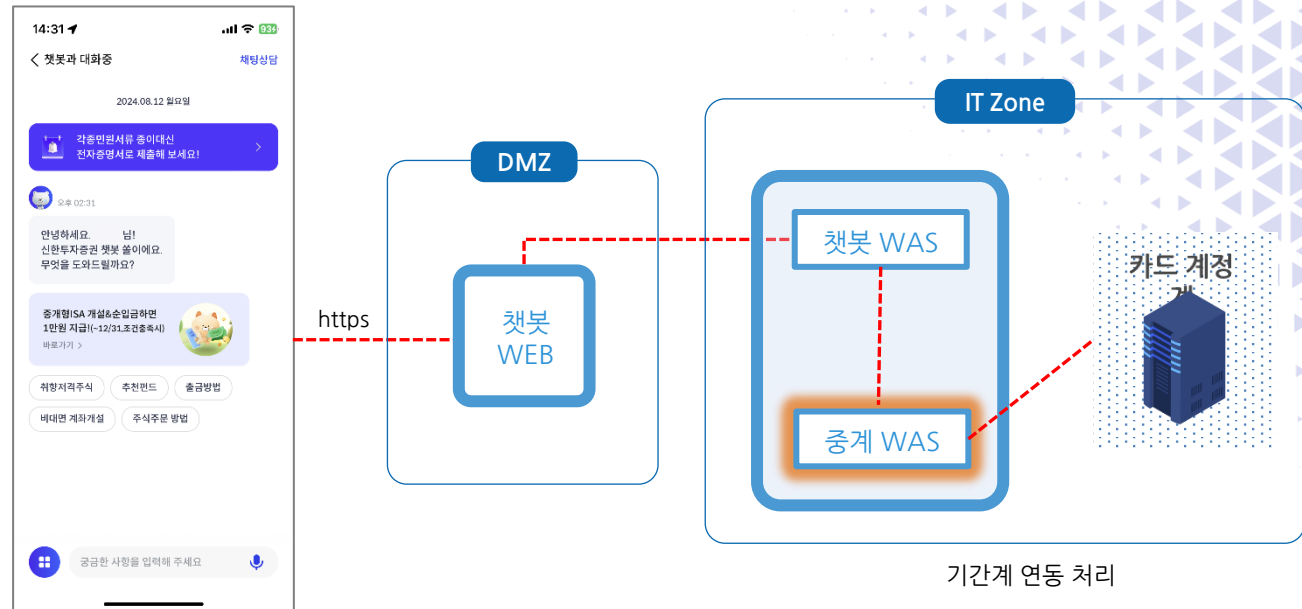 14:31
93
챗봇과 대화중
채팅상담
2024.08.12 월요일
각종민원서류 종이대신
전자증명서로 제출해 보세요!
오후 02:31
안녕하세요. 님!
신한투자증권 챗봇 쏠이에요.
무엇을 도와드릴까요?
중개형ISA 개설&순입금하면
1만원 지급!(~12/31,조건충족시)
바로가기 >
취향저격주식
추천펀드
출금방법
비대면 계좌개설
주식주문 방법
궁금한 사항을 입력해 주세요
https
DMZ
챗봇
WEB
IT Zone
챗봇 WAS
중계 WAS
카드 계정
계
기간계 연동 처리